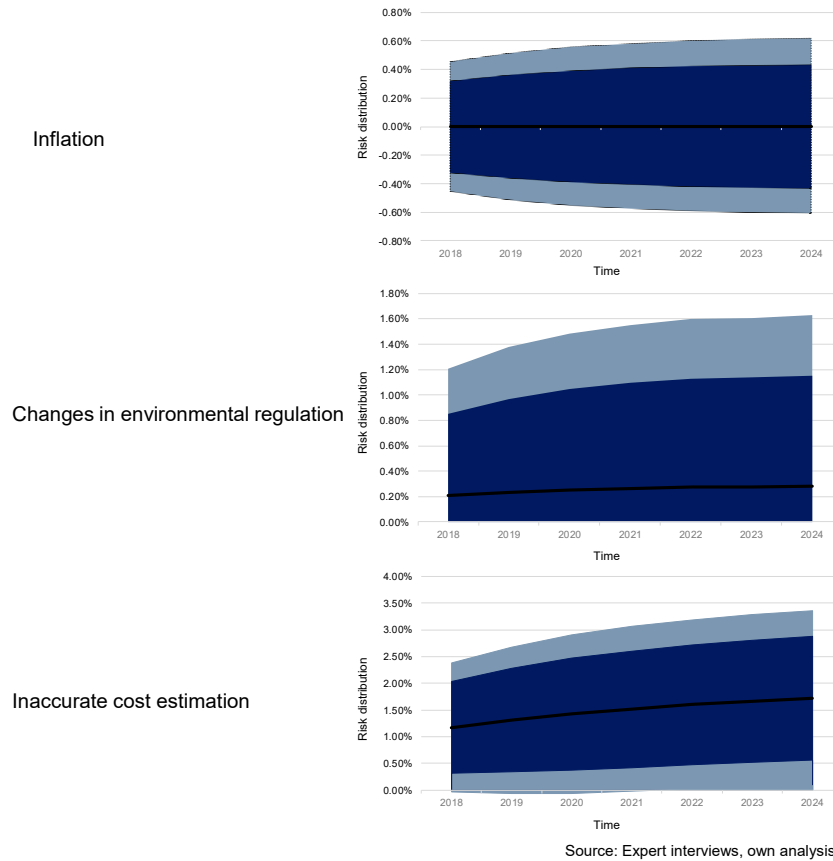 0.80%
0.60%
0.40%
0.20%
0.00%
-0.20%
-0.40%
-0.60%
-0.80%
Risk distribution
Inflation
2018 2019 2020 2021 2022 2023 2024
Time
1.80%
1.60%
1.40%
1.20%
1.00%
0.80%
0.60%
0.40%
0.20%
0.00%
Risk distribution
Changes in environmental regulation
2018 2019 2020 2021 2022 2023 2024
Time
4.00%
3.50%
3.00%
2.50%
2.00%
1.50%
1.00%
0.50%
0.00%
Risk distribution
Inaccurate cost estimation
2018 2019 2020 2021 2022 2023 2024
Time
Source: Expert interviews, own analysis